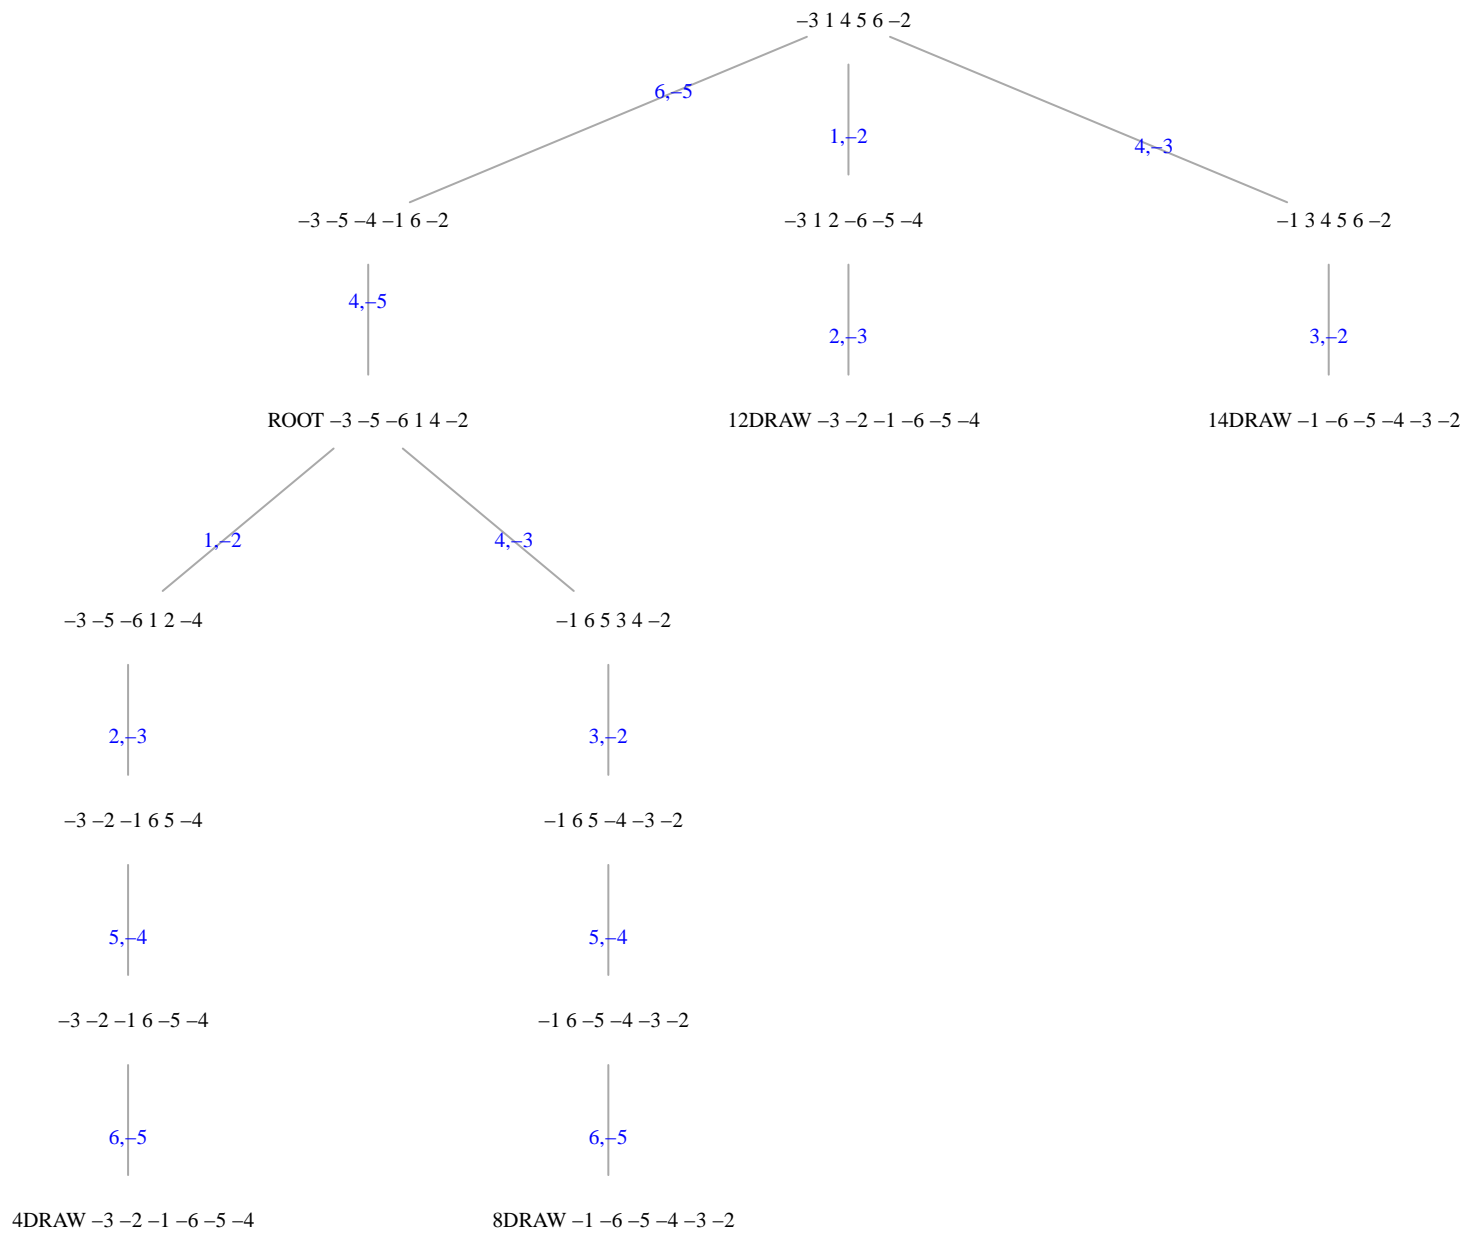 –3 1 4 5 6 –2
6,–5
1,–2
4,–3
–3 –5 –4 –1 6 –2
–3 1 2 –6 –5 –4
–1 3 4 5 6 –2
4,–5
2,–3
3,–2
ROOT –3 –5 –6 1 4 –2
12DRAW –3 –2 –1 –6 –5 –4
14DRAW –1 –6 –5 –4 –3 –2
1,–2
4,–3
–3 –5 –6 1 2 –4
–1 6 5 3 4 –2
2,–3
3,–2
–3 –2 –1 6 5 –4
–1 6 5 –4 –3 –2
5,–4
5,–4
–3 –2 –1 6 –5 –4
–1 6 –5 –4 –3 –2
6,–5
6,–5
4DRAW –3 –2 –1 –6 –5 –4
8DRAW –1 –6 –5 –4 –3 –2